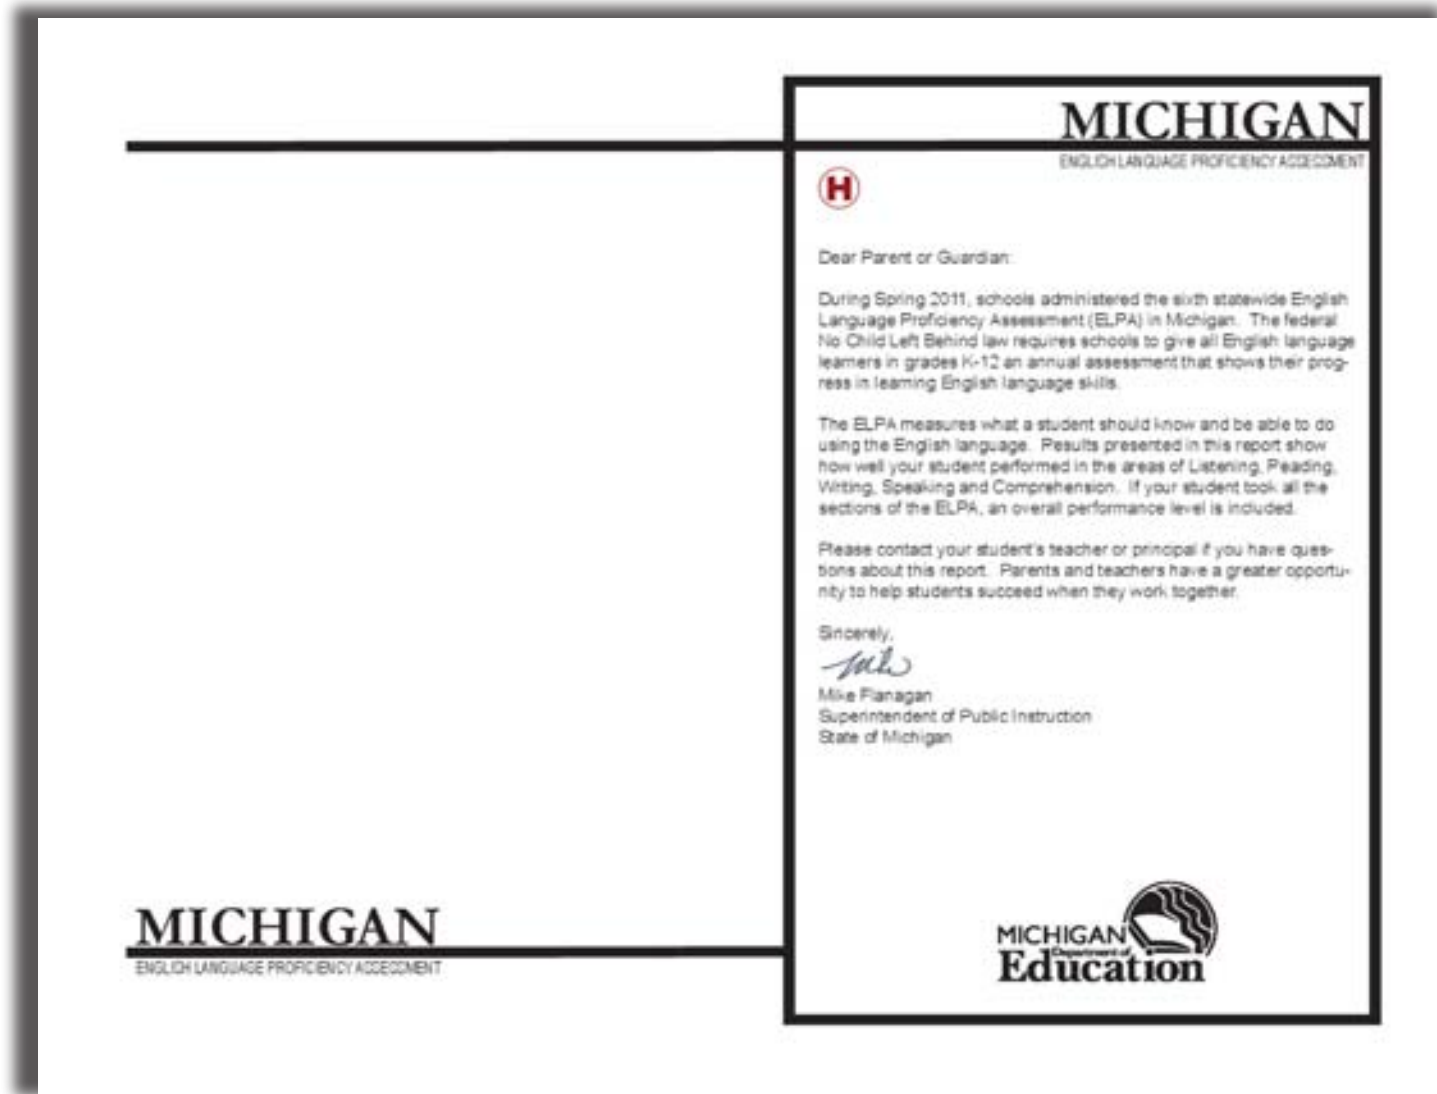 MICHIGAN
ENGLISH LANGUAGE PROFICIENCY ASSESSMENT
H
Dear Parent or Guardian:
During Spring 2011, schools administered the sixth statewide English
Language Proficiency Assessment (ELPA) in Michigan. The federal
No Child Left Behind law requires schools to give all English language
learners in grades K-12 an annual assessment that shows their prog-
ress in learning English language skills.
The ELPA measures what a student should know and be able to do
using the English language. Results presented in this report show
how well your student performed in the areas of Listening, Reading,
Writing, Speaking and Comprehension. If your student took all the
sections of the ELPA, an overall performance level is included.
Please contact your student's teacher or principal if you have ques-
tions about this report. Parents and teachers have a greater opportu-
nity to help students succeed when they work together.
Sincerely,
Mike
Mike Flanagan
Superintendent of Public Instruction
State of Michigan
MICHIGAN
Department of
Education
MICHIGAN
ENGLISH LANGUAGE PROFICIENCY ASSESSMENT